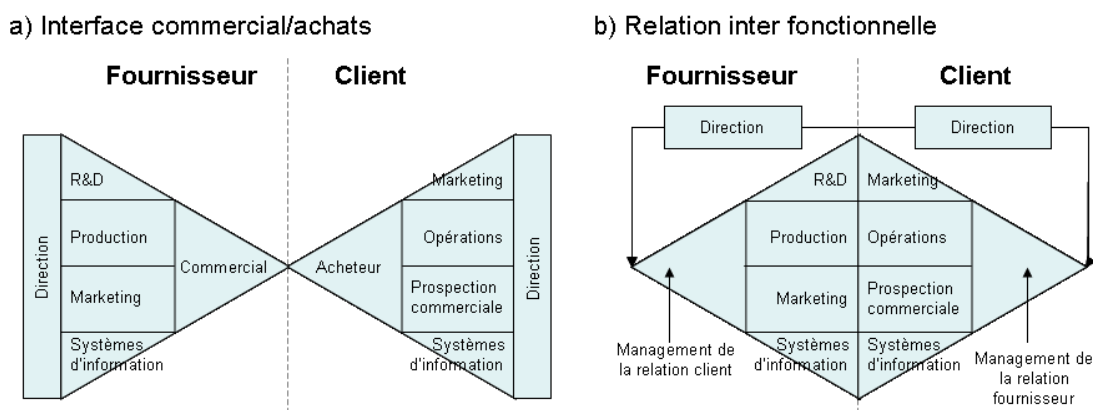 a) Interface commercial/achats
Fournisseur
Client
Direction
R&D
Production
Marketing
Systèmes
d'information
Commercial
Acheteur
Marketing
Opérations
Prospection
commerciale
Systèmes
d'information
Direction
b) Relation inter fonctionnelle
Fournisseur
Client
Direction
Direction
R&D
Marketing
Production
Opérations
Marketing
Prospection
commerciale
Systèmes
d'information
Systèmes
d'information
Management de
la relation client
Management de
la relation
fournisseur